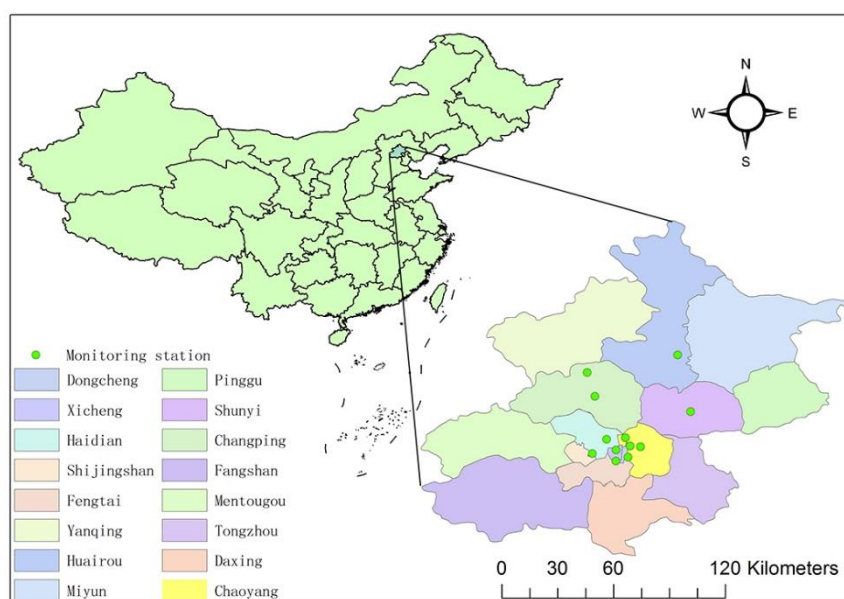 N
W E
S
Monitoring station
Dongcheng Pinggu
Xicheng Shunyi
Haidian Changping
Shijingshan Fangshan
Fengtai Mentougou
Yanqing Tongzhou
Huairou Daxing
Miyun Chaoyang
0 30 60 120 Kilometers